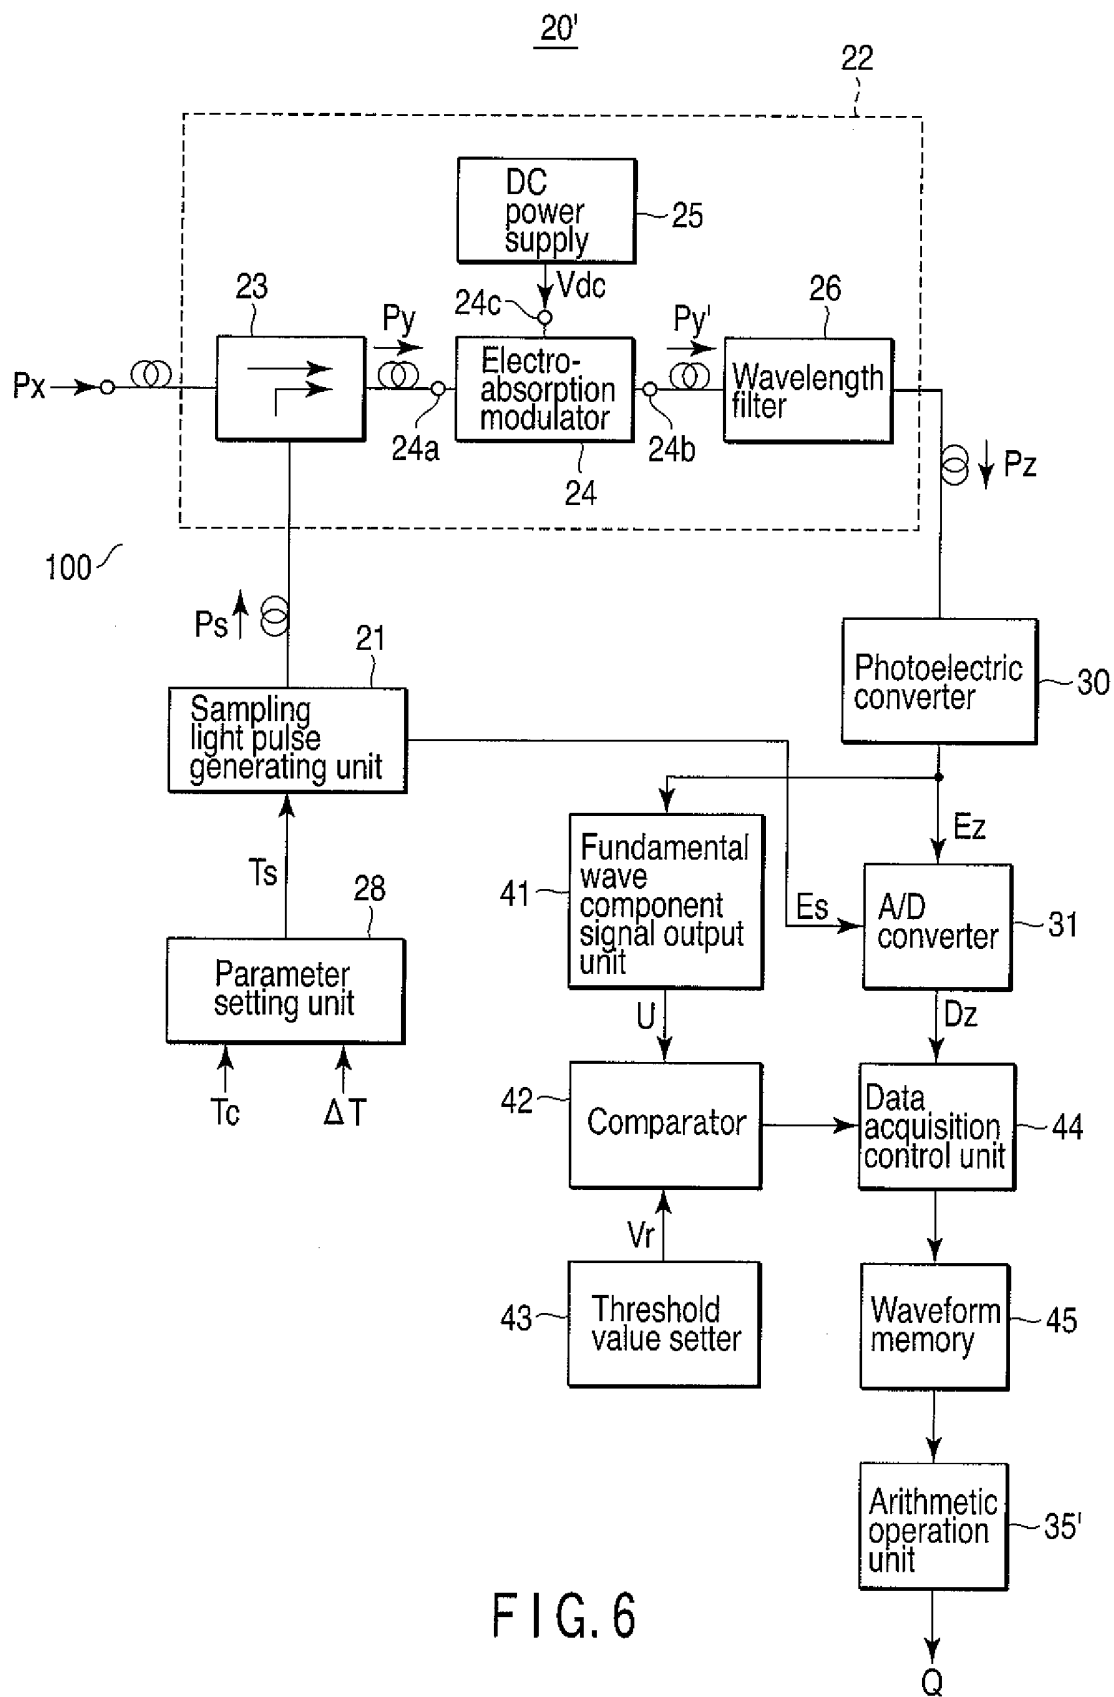 20'
22
DC
power
supply
25
23
Vdc
24c
26
Py
Py'
Px
Electro-
absorption
modulator
Wavelength
filter
24a
24b
24
Pz
100
Ps
21
Photoelectric
converter
30
Sampling
light pulse
generating unit
Ez
Fundamental
wave
component
signal output
unit
41
Ts
28
Es
A/D
converter
31
Parameter
setting unit
U
Dz
42
Comparator
Data
acquisition
control unit
44
Tc
ΔT
Vr
43
Threshold
value setter
Waveform
memory
45
Arithmetic
operation
unit
35'
FIG. 6
Q